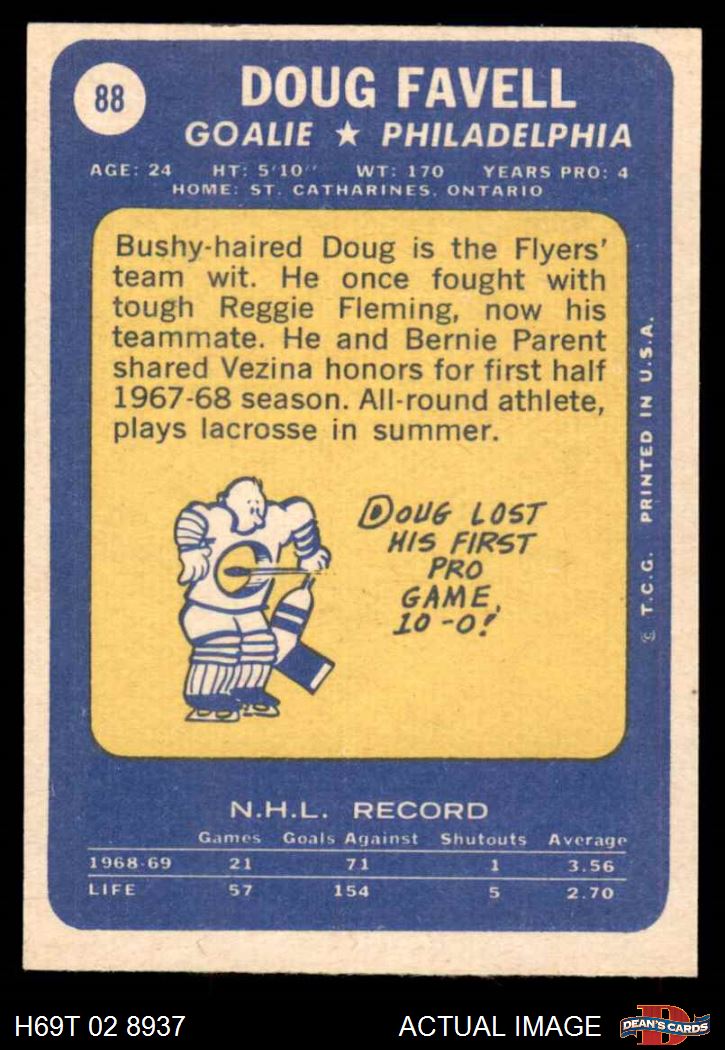 88
DOUG FAVELL
GOALIE ★ PHILADELPHIA
AGE: 24 HT: 5'10" WT: 170 YEARS PRO: 4
HOME: ST. CATHARINES, ONTARIO
Bushy-haired Doug is the Flyers'
team wit. He once fought with
tough Reggie Fleming, now his
teammate. He and Bernie Parent
shared Vezina honors for first half
1967-68 season. All-round athlete,
plays lacrosse in summer.
DOUG LOST
HIS FIRST
PRO
GAME,
10-0!
© T.C.G. PRINTED IN U.S.A.
N.H.L. RECORD
Games Goals Against Shutouts Average
1968-69 21 71 1 3.56
LIFE 57 154 5 2.70
H69T 02 8937 ACTUAL IMAGE
D
DEAN'S CARDS